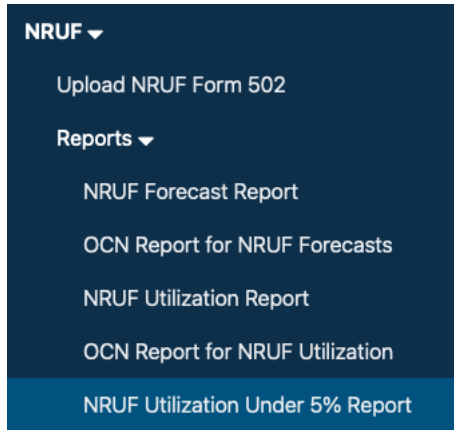 NRUF
Upload NRUF Form 502
Reports
NRUF Forecast Report
OCN Report for NRUF Forecasts
NRUF Utilization Report
OCN Report for NRUF Utilization
NRUF Utilization Under 5% Report